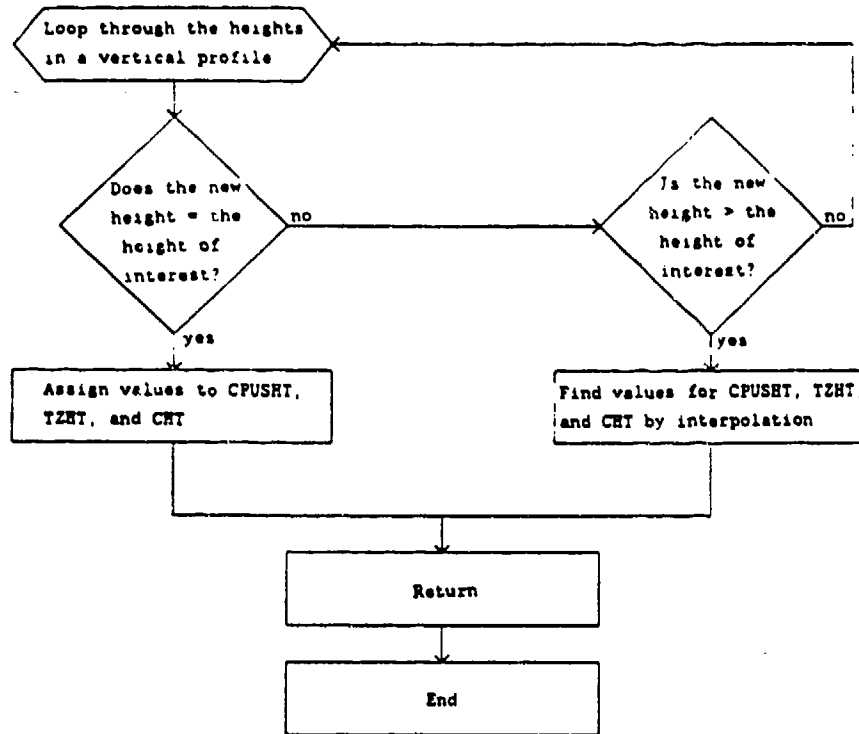 Loop through the heights
in a vertical profile
Does the new
height = the
height of
interest?
no
Is the new
height > the
height of
interest?
no
yes
yes
Assign values to CPUSHT,
TZHT, and CHT
Find values for CPUSHT, TZHT,
and CHT by interpolation
Return
End